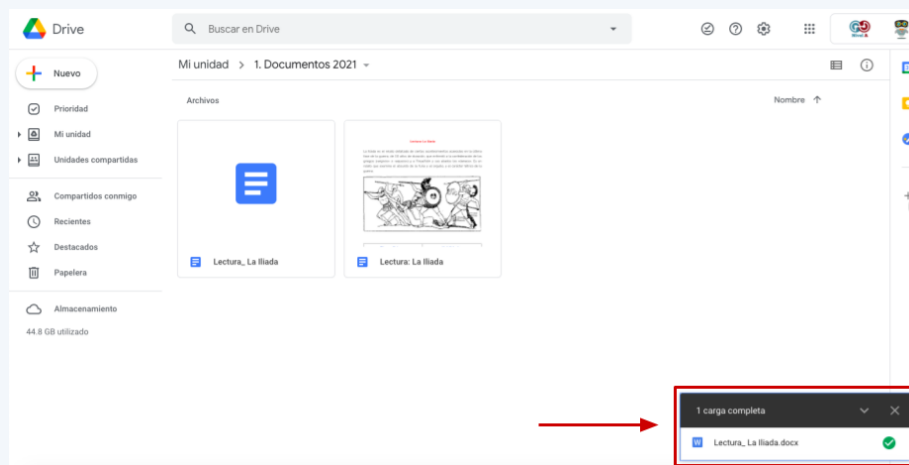 Drive
Buscar en Drive
Nuevo
Mi unidad > 1. Documentos 2021
Archivos
Nombre
Prioridad
Mi unidad
Unidades compartidas
Compartidos conmigo
Recientes
Destacados
Papelera
Almacenamiento
44.8 GB utilizado
Lectura_ La Iliada
Lectura: La Iliada
1 carga completa
W Lectura_ La Iliada.docx